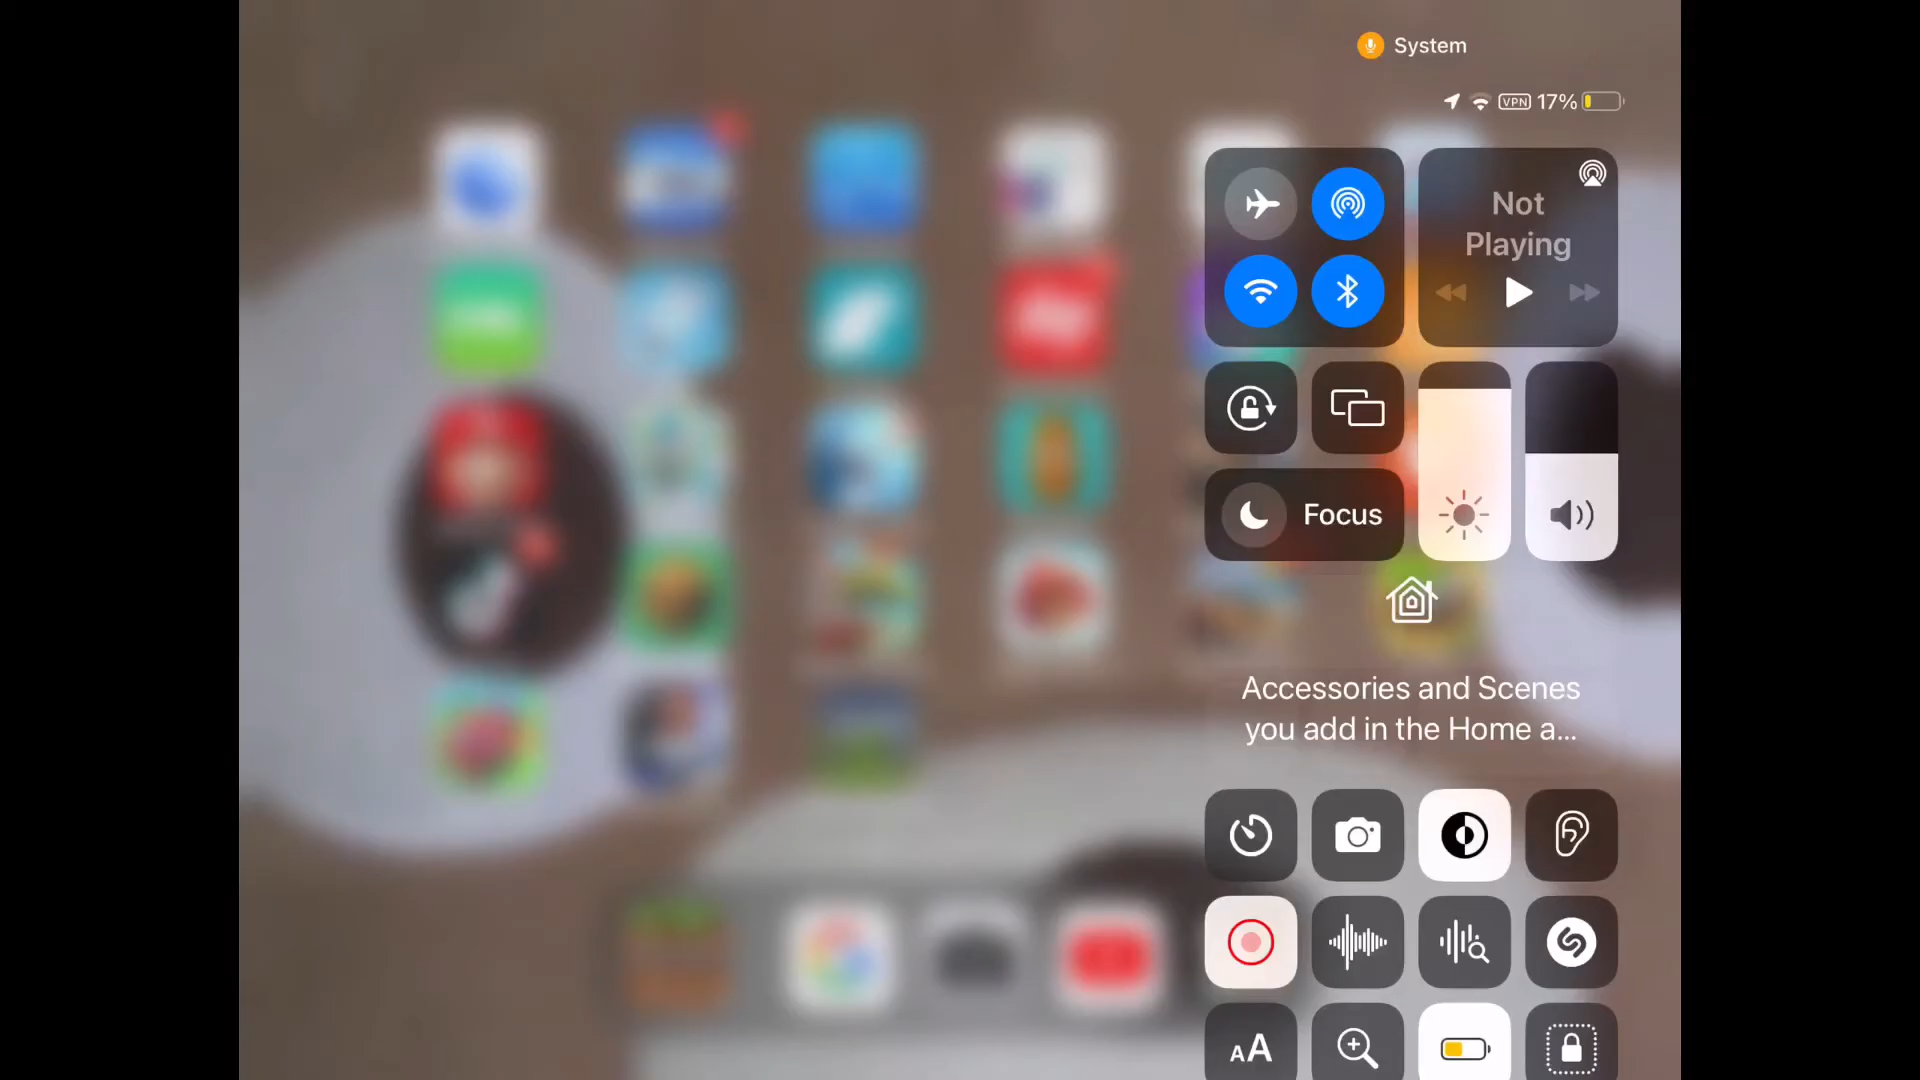 System
VPN 17%
Not
Playing
Focus
Accessories and Scenes
you add in the Home a...
AA